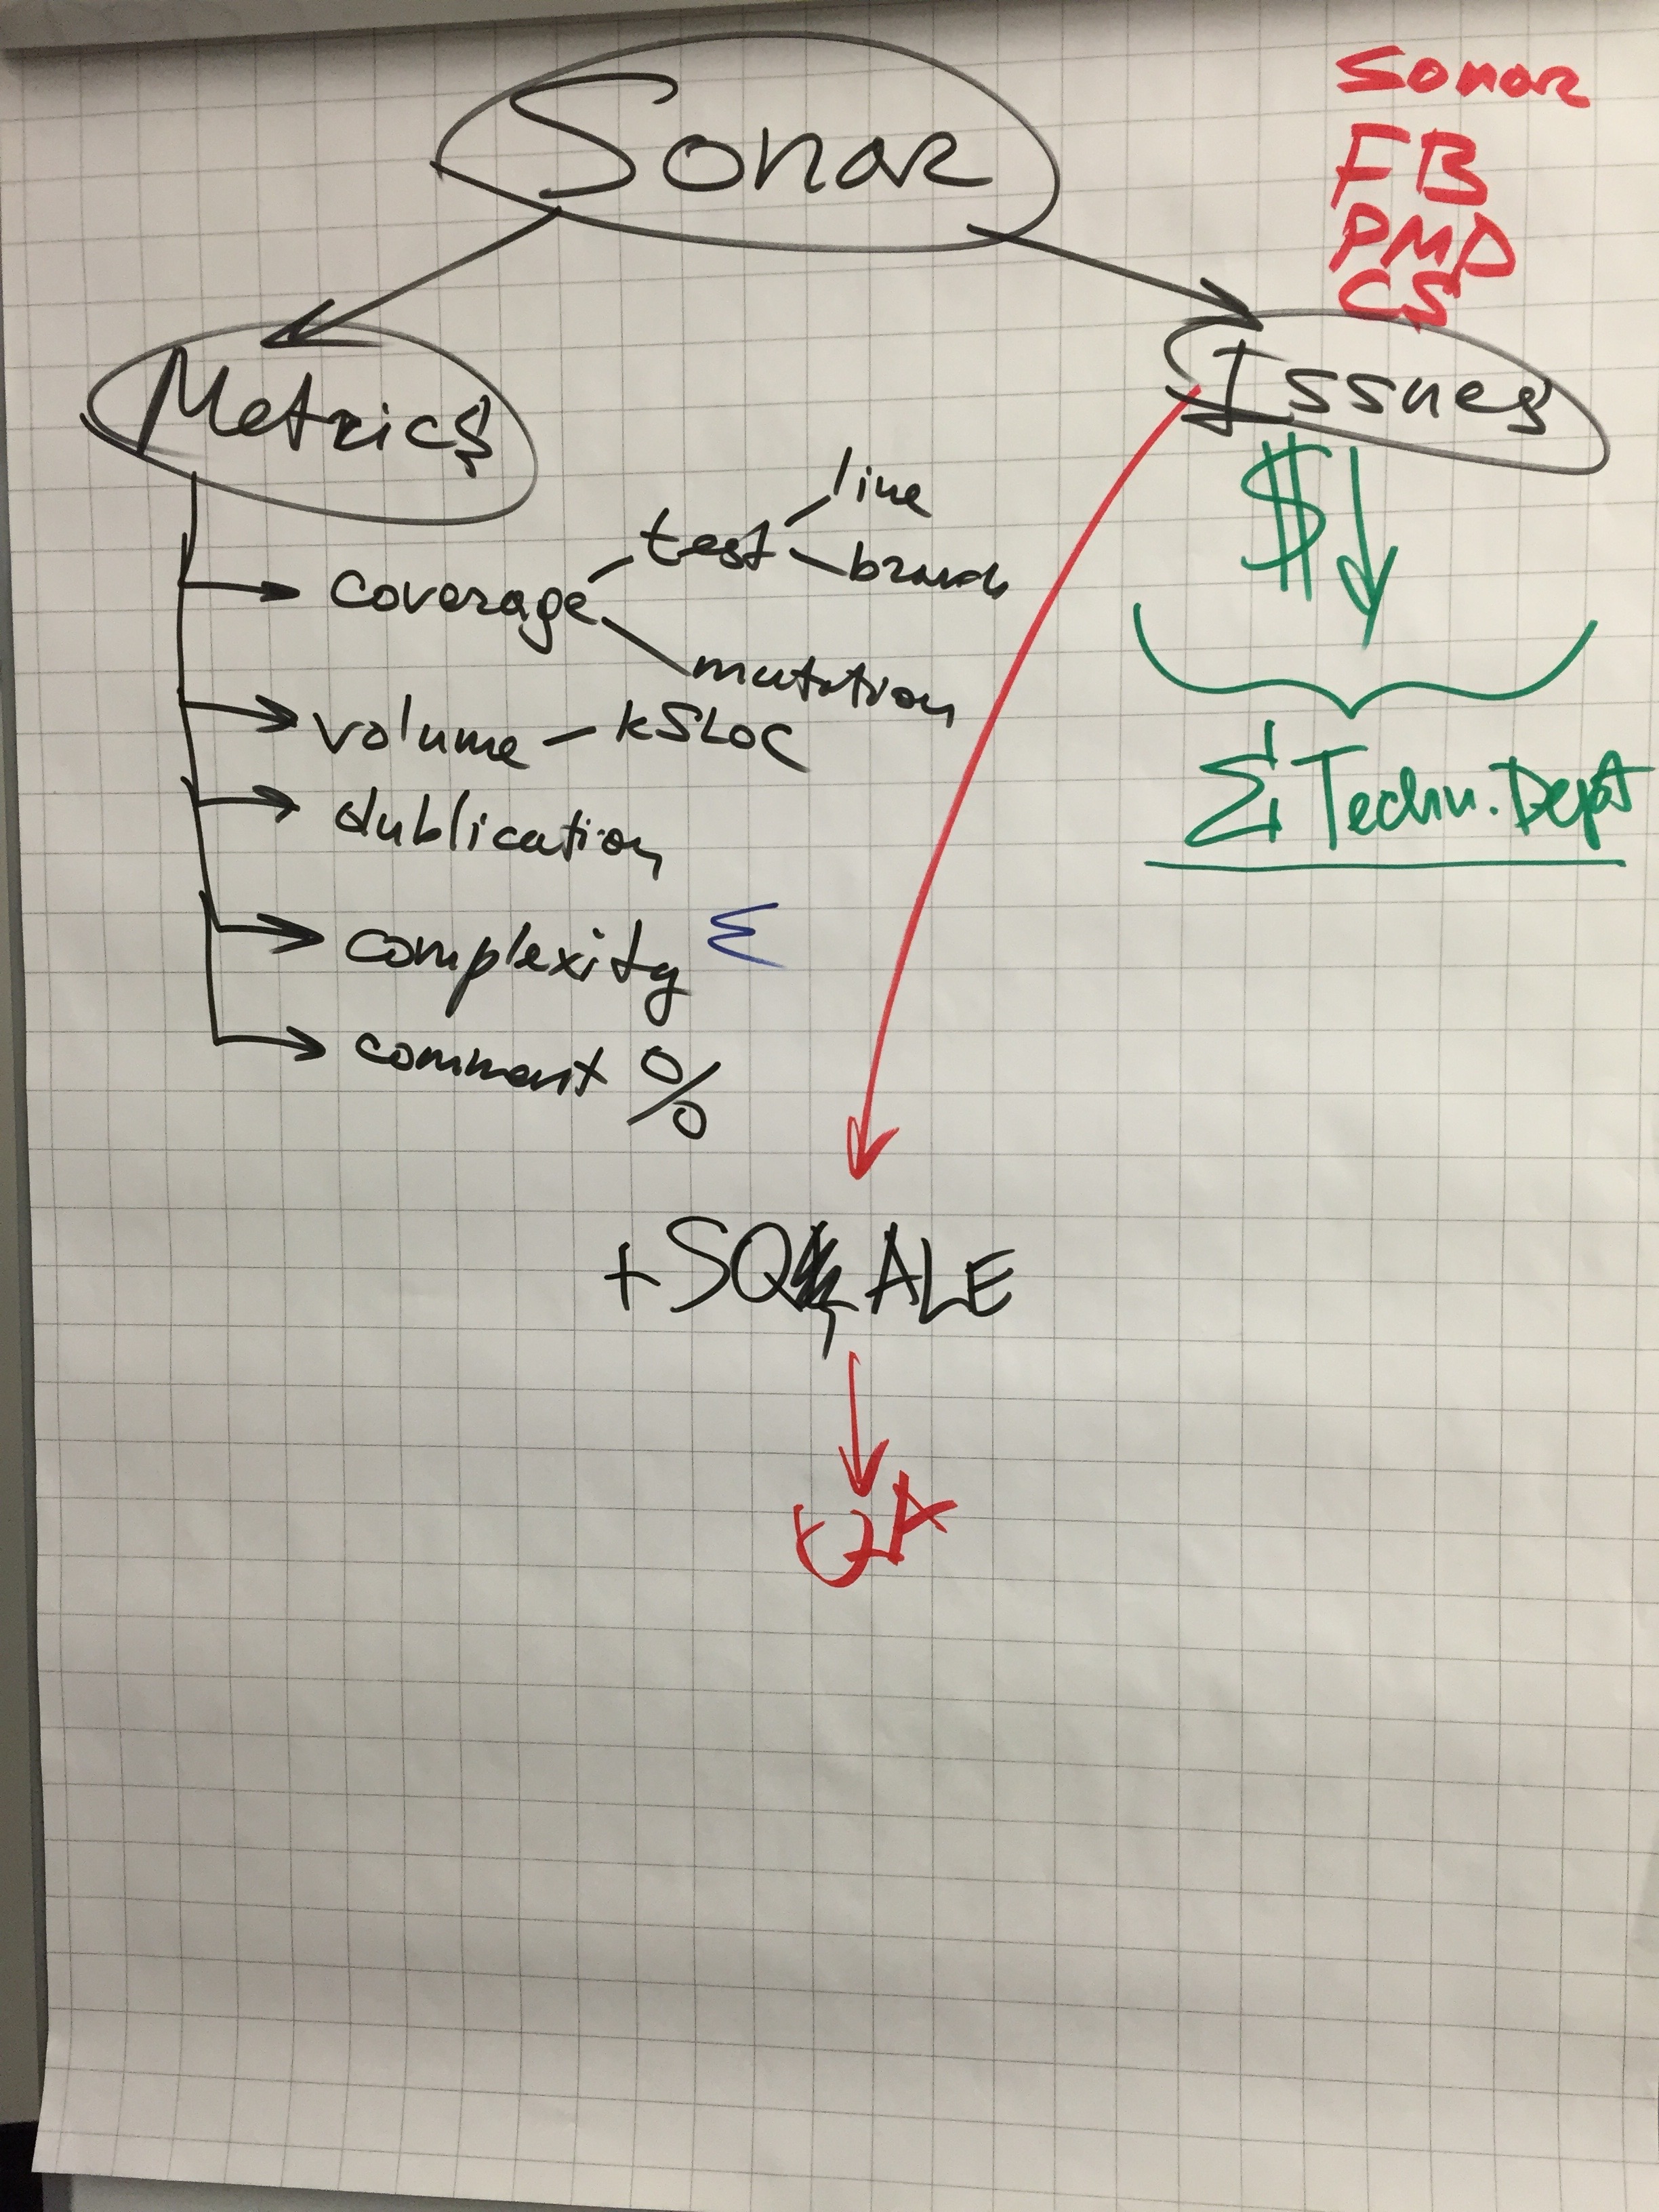 Sonar
Sonar
FB
PMD
CS
Metrics
Issues
coverage
test
line
branch
mutation
volume - kSLOC
dublication
complexity Σ
comment %
$
Σ Techn. Dept
+ SQALE
QA